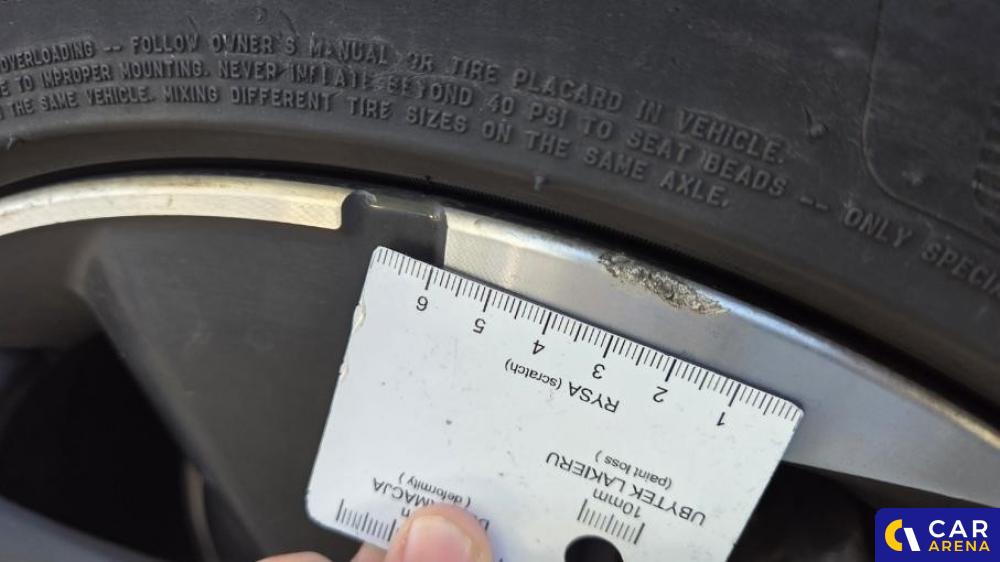 OVERLOADING -- FOLLOW OWNER'S MANUAL OR TIRE PLACARD IN VEHICLE.
TO IMPROPER MOUNTING. NEVER INFLATE BEYOND 40 PSI TO SEAT BEADS -- ONLY
THE SAME VEHICLE. MIXING DIFFERENT TIRE SIZES ON THE SAME AXLE.
6 5 4 3 2 1
RYSA (scratch)
UBYTEK LAKIERU
(paint loss)
10mm
(deformity)
CAR
ARENA